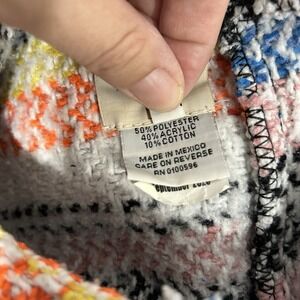 50% POLYESTER
40% ACRYLIC
10% COTTON
MADE IN MEXICO
CARE ON REVERSE
RN 0100596